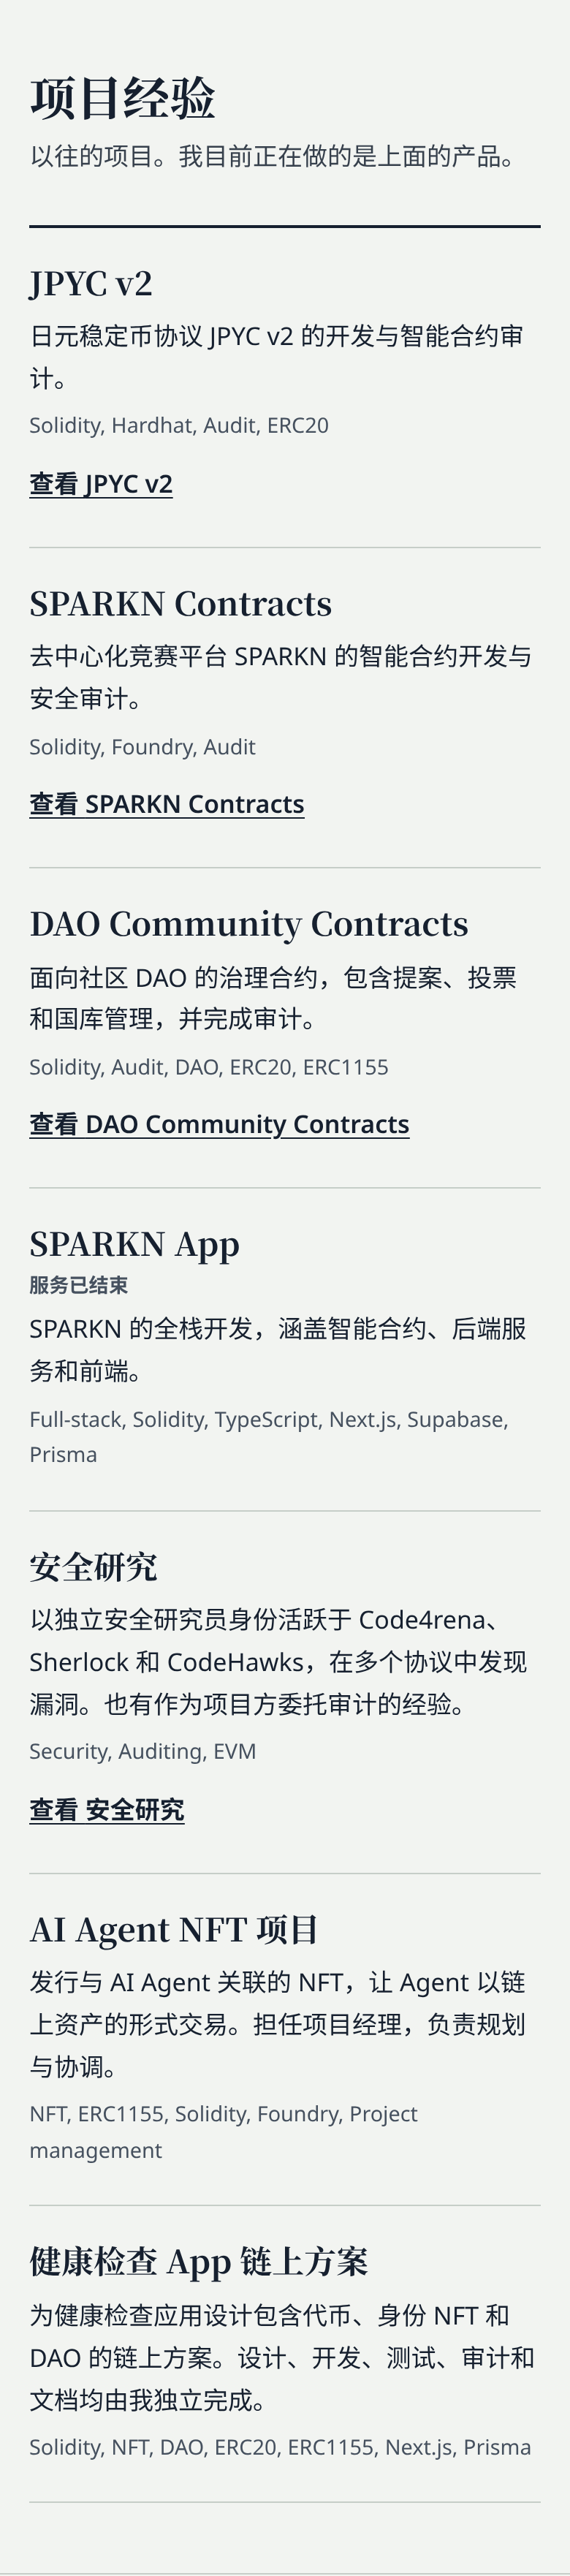 项目经验
以往的项目。我目前正在做的是上面的产品。
JPYC v2
日元稳定币协议 JPYC v2 的开发与智能合约审
计。
Solidity, Hardhat, Audit, ERC20
查看 JPYC v2
SPARKN Contracts
去中心化竞赛平台 SPARKN 的智能合约开发与
安全审计。
Solidity, Foundry, Audit
查看 SPARKN Contracts
DAO Community Contracts
面向社区 DAO 的治理合约，包含提案、投票
和国库管理，并完成审计。
Solidity, Audit, DAO, ERC20, ERC1155
查看 DAO Community Contracts
SPARKN App
服务已结束
SPARKN 的全栈开发，涵盖智能合约、后端服
务和前端。
Full-stack, Solidity, TypeScript, Next.js, Supabase,
Prisma
安全研究
以独立安全研究员身份活跃于 Code4rena、
Sherlock 和 CodeHawks，在多个协议中发现
漏洞。也有作为项目方委托审计的经验。
Security, Auditing, EVM
查看 安全研究
AI Agent NFT 项目
发行与 AI Agent 关联的 NFT，让 Agent 以链
上资产的形式交易。担任项目经理，负责规划
与协调。
NFT, ERC1155, Solidity, Foundry, Project
management
健康检查 App 链上方案
为健康检查应用设计包含代币、身份 NFT 和
DAO 的链上方案。设计、开发、测试、审计和
文档均由我独立完成。
Solidity, NFT, DAO, ERC20, ERC1155, Next.js, Prisma